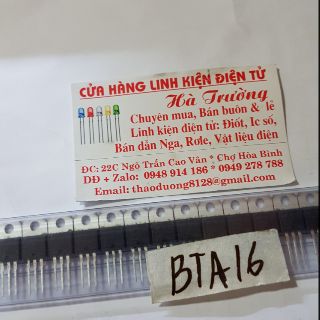 CỬA HÀNG LINH KIỆN ĐIỆN TỬ
Hà Trường
Chuyên mua, Bán buôn & lẻ
Linh kiện điện tử: Điốt, Ic số,
Bán dẫn Nga, Rơle, Vật liệu điện
ĐC: 22C Ngõ Trần Cao Vân * Chợ Hòa Bình
DĐ + Zalo: 0948 914 186 * 0949 278 788
Email: thaoduong8128@gmail.com
BTA16